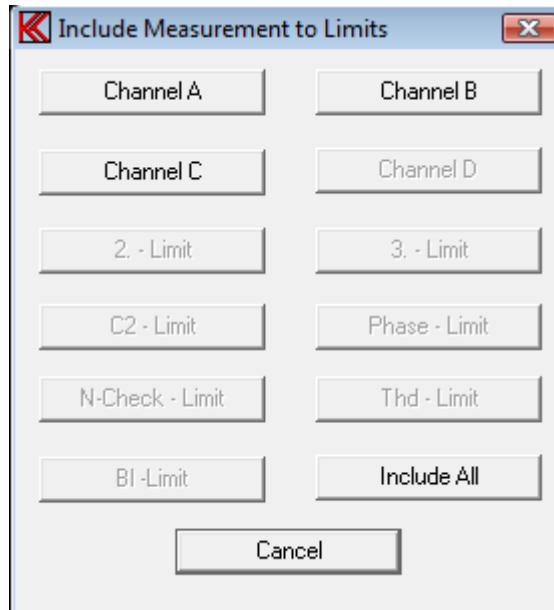 Include Measurement to Limits
Channel A
Channel B
Channel C
Channel D
2. - Limit
3. - Limit
C2 - Limit
Phase - Limit
N-Check - Limit
Thd - Limit
Bl -Limit
Include All
Cancel